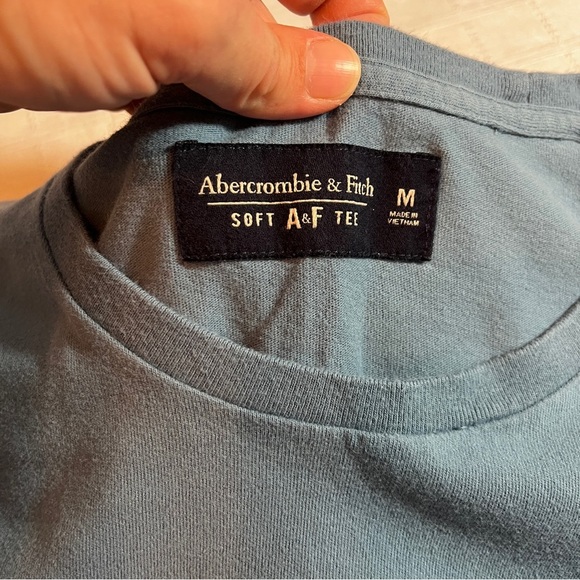 Abercrombie & Fitch
SOFT A&F TEE
M
MADE IN
VIETNAM